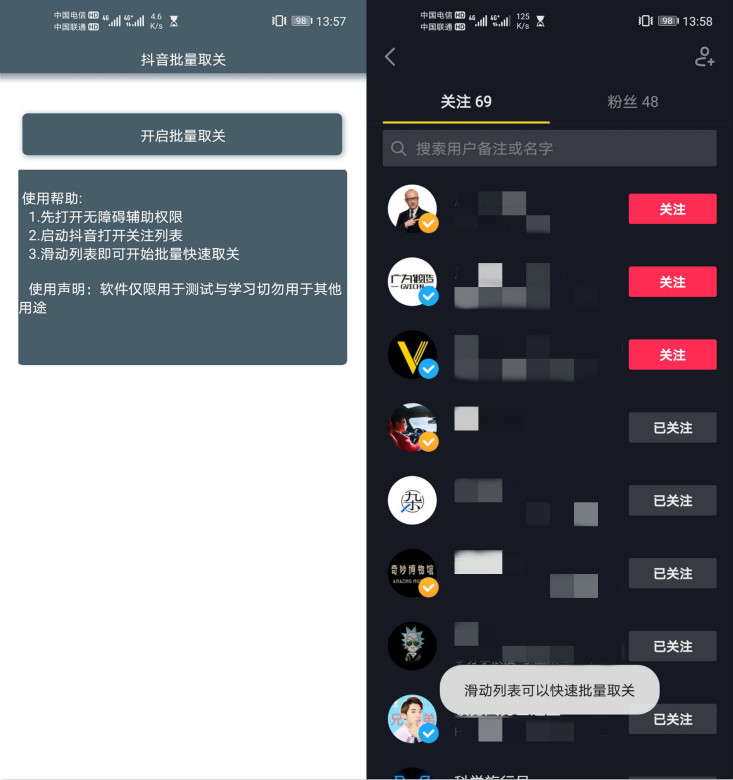 中国电信 HD 4G 4G 4.6
中国联通 HD K/s 98 13:57
抖音批量取关
开启批量取关
使用帮助:
1.先打开无障碍辅助权限
2.启动抖音打开关注列表
3.滑动列表即可开始批量快速取关
使用声明：软件仅限用于测试与学习切勿用于其他
用途
中国电信 HD 4G 4G 125
中国联通 HD K/s 98 13:58
关注 69 粉丝 48
搜索用户备注或名字
关注
关注
关注
已关注
已关注
奇妙博物馆
已关注
已关注
滑动列表可以快速批量取关
已关注